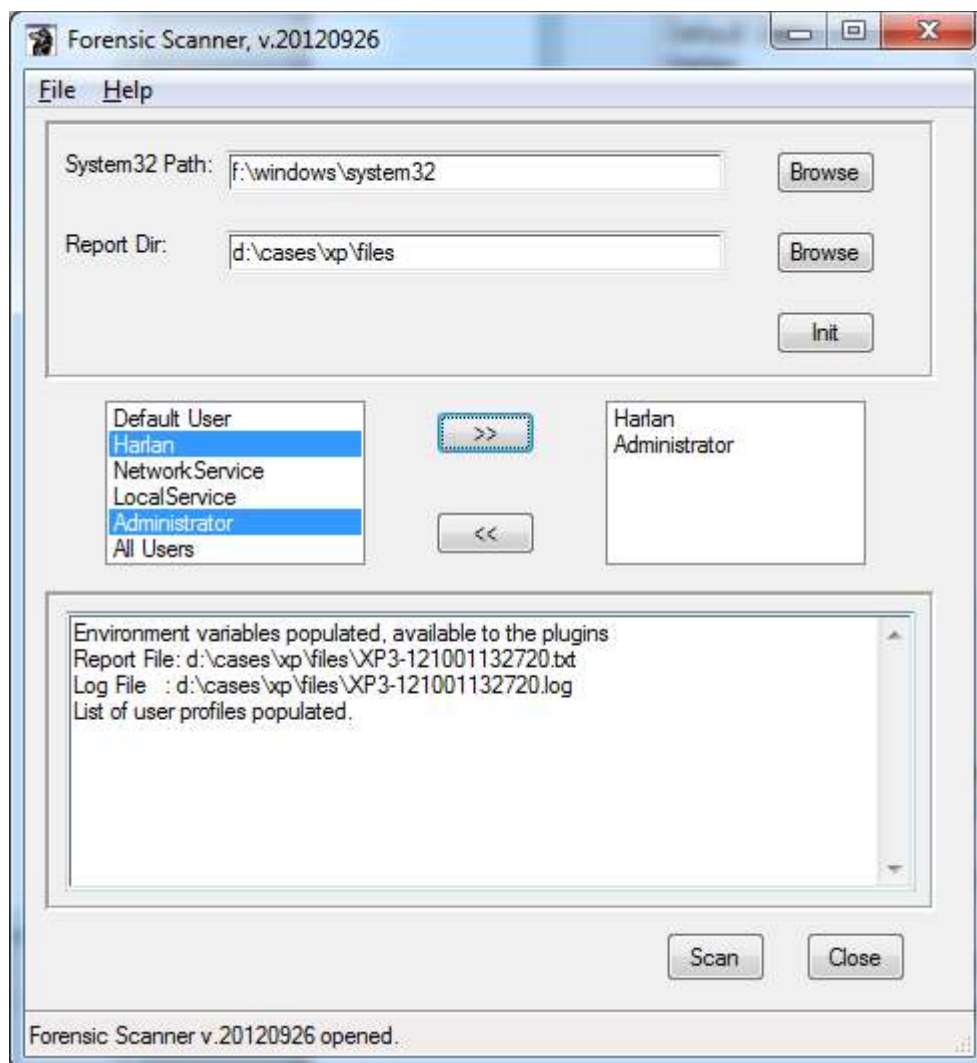 Forensic Scanner, v.20120926
File Help
System32 Path: f:\windows\system32 Browse
Report Dir: d:\cases\xp\files Browse
Init
Default User
Harlan
NetworkService
LocalService
Administrator
All Users
>>
<<
Harlan
Administrator
Environment variables populated, available to the plugins
Report File: d:\cases\xp\files\XP3-121001132720.txt
Log File : d:\cases\xp\files\XP3-121001132720.log
List of user profiles populated.
Scan Close
Forensic Scanner v.20120926 opened.